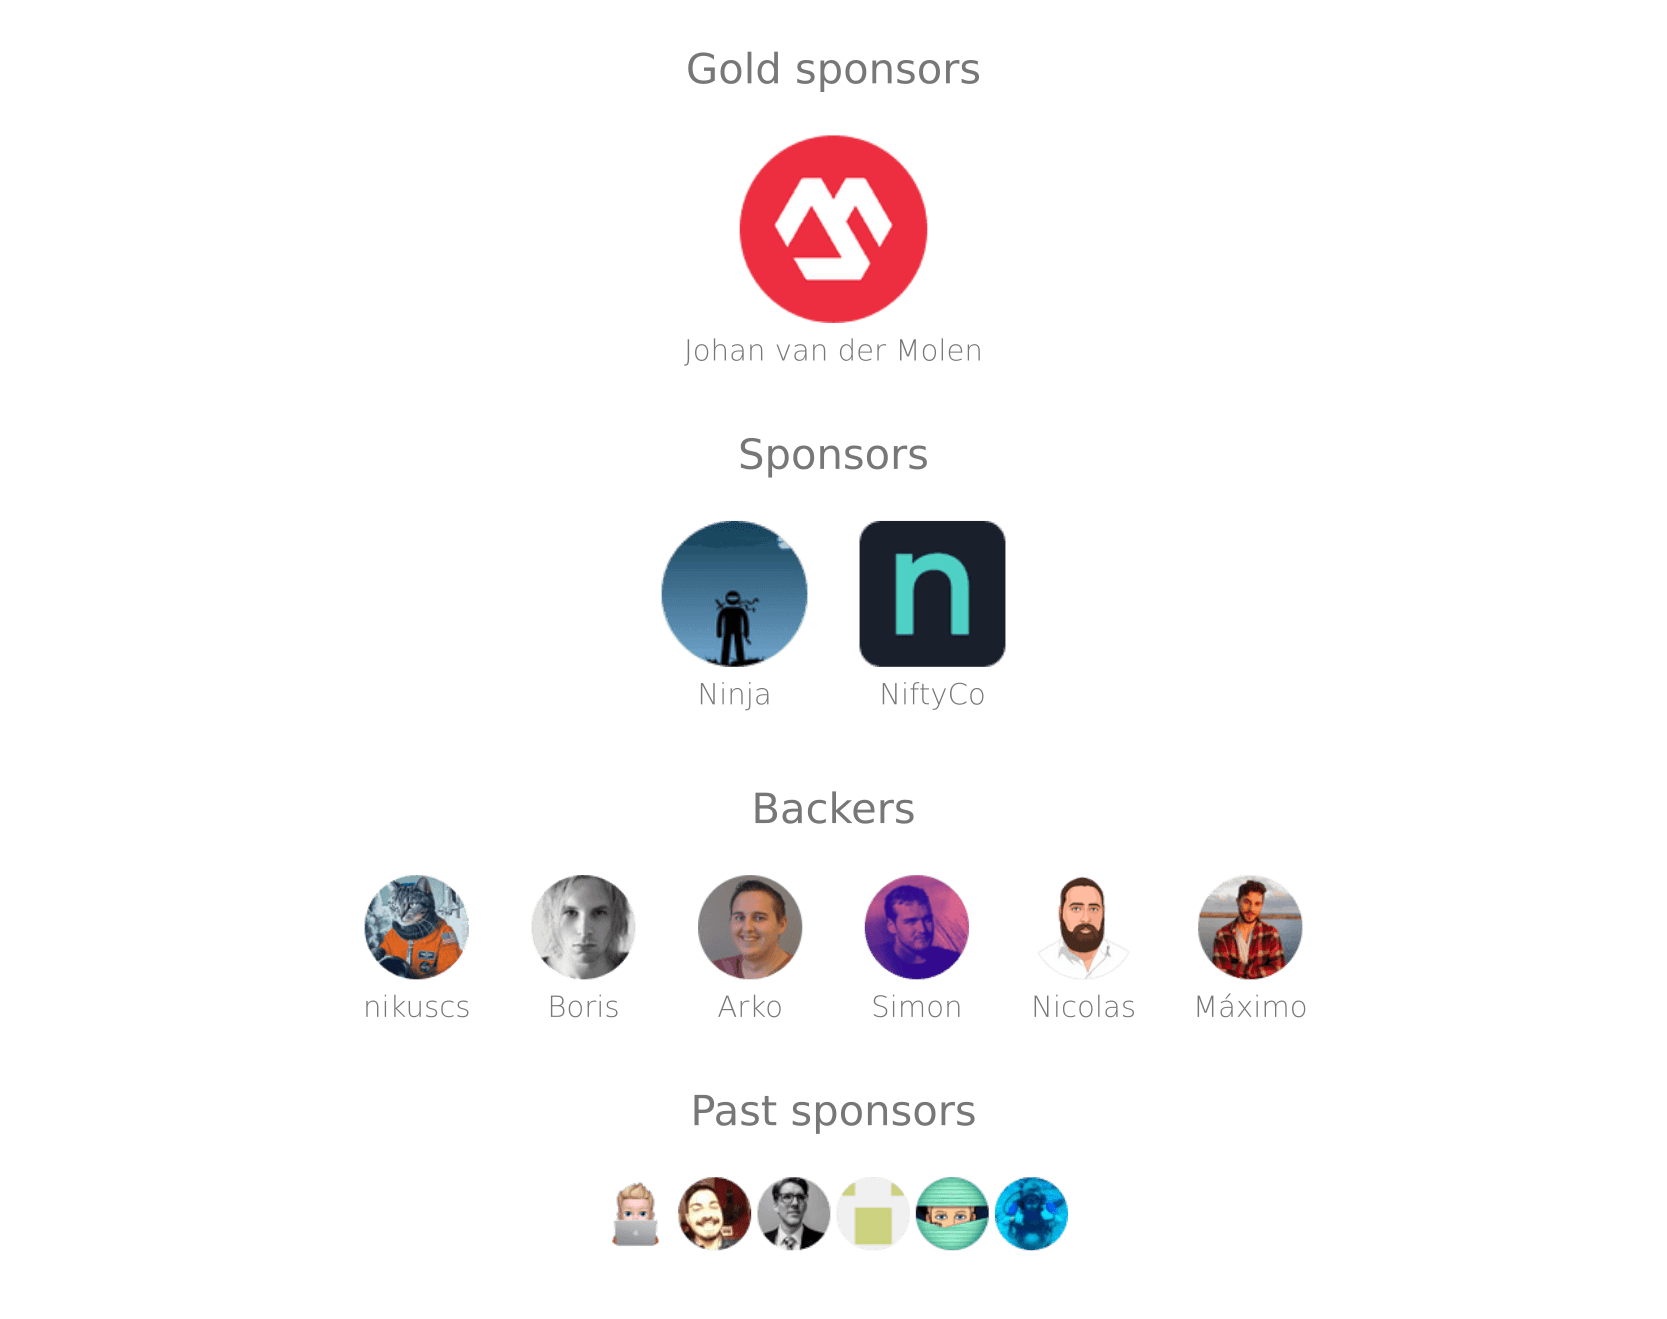 Gold sponsors
Johan van der Molen
Sponsors
n
Ninja NiftyCo
Backers
nikuscs Boris Arko Simon Nicolas Máximo
Past sponsors